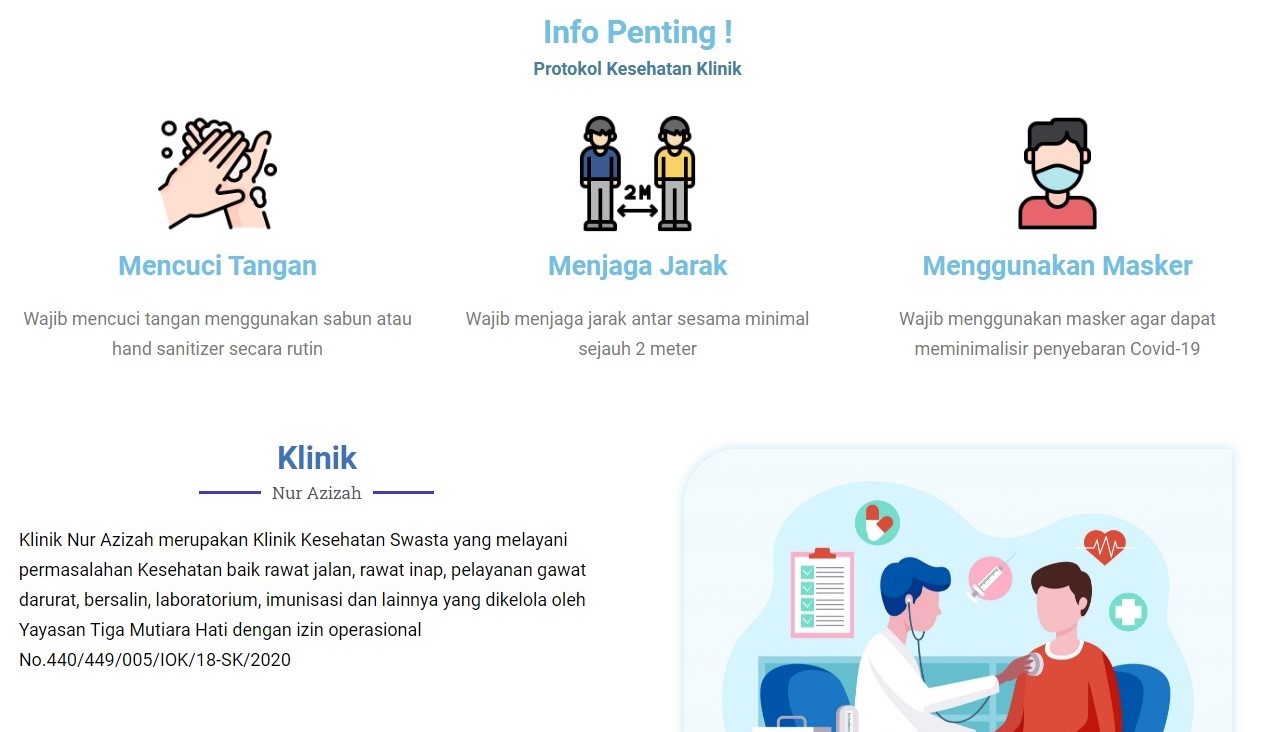 Info Penting !
Protokol Kesehatan Klinik
2M
Mencuci Tangan
Menjaga Jarak
Menggunakan Masker
Wajib mencuci tangan menggunakan sabun atau
hand sanitizer secara rutin
Wajib menjaga jarak antar sesama minimal
sejauh 2 meter
Wajib menggunakan masker agar dapat
meminimalisir penyebaran Covid-19
Klinik
Nur Azizah
Klinik Nur Azizah merupakan Klinik Kesehatan Swasta yang melayani
permasalahan Kesehatan baik rawat jalan, rawat inap, pelayanan gawat
darurat, bersalin, laboratorium, imunisasi dan lainnya yang dikelola oleh
Yayasan Tiga Mutiara Hati dengan izin operasional
No.440/449/005/IOK/18-SK/2020